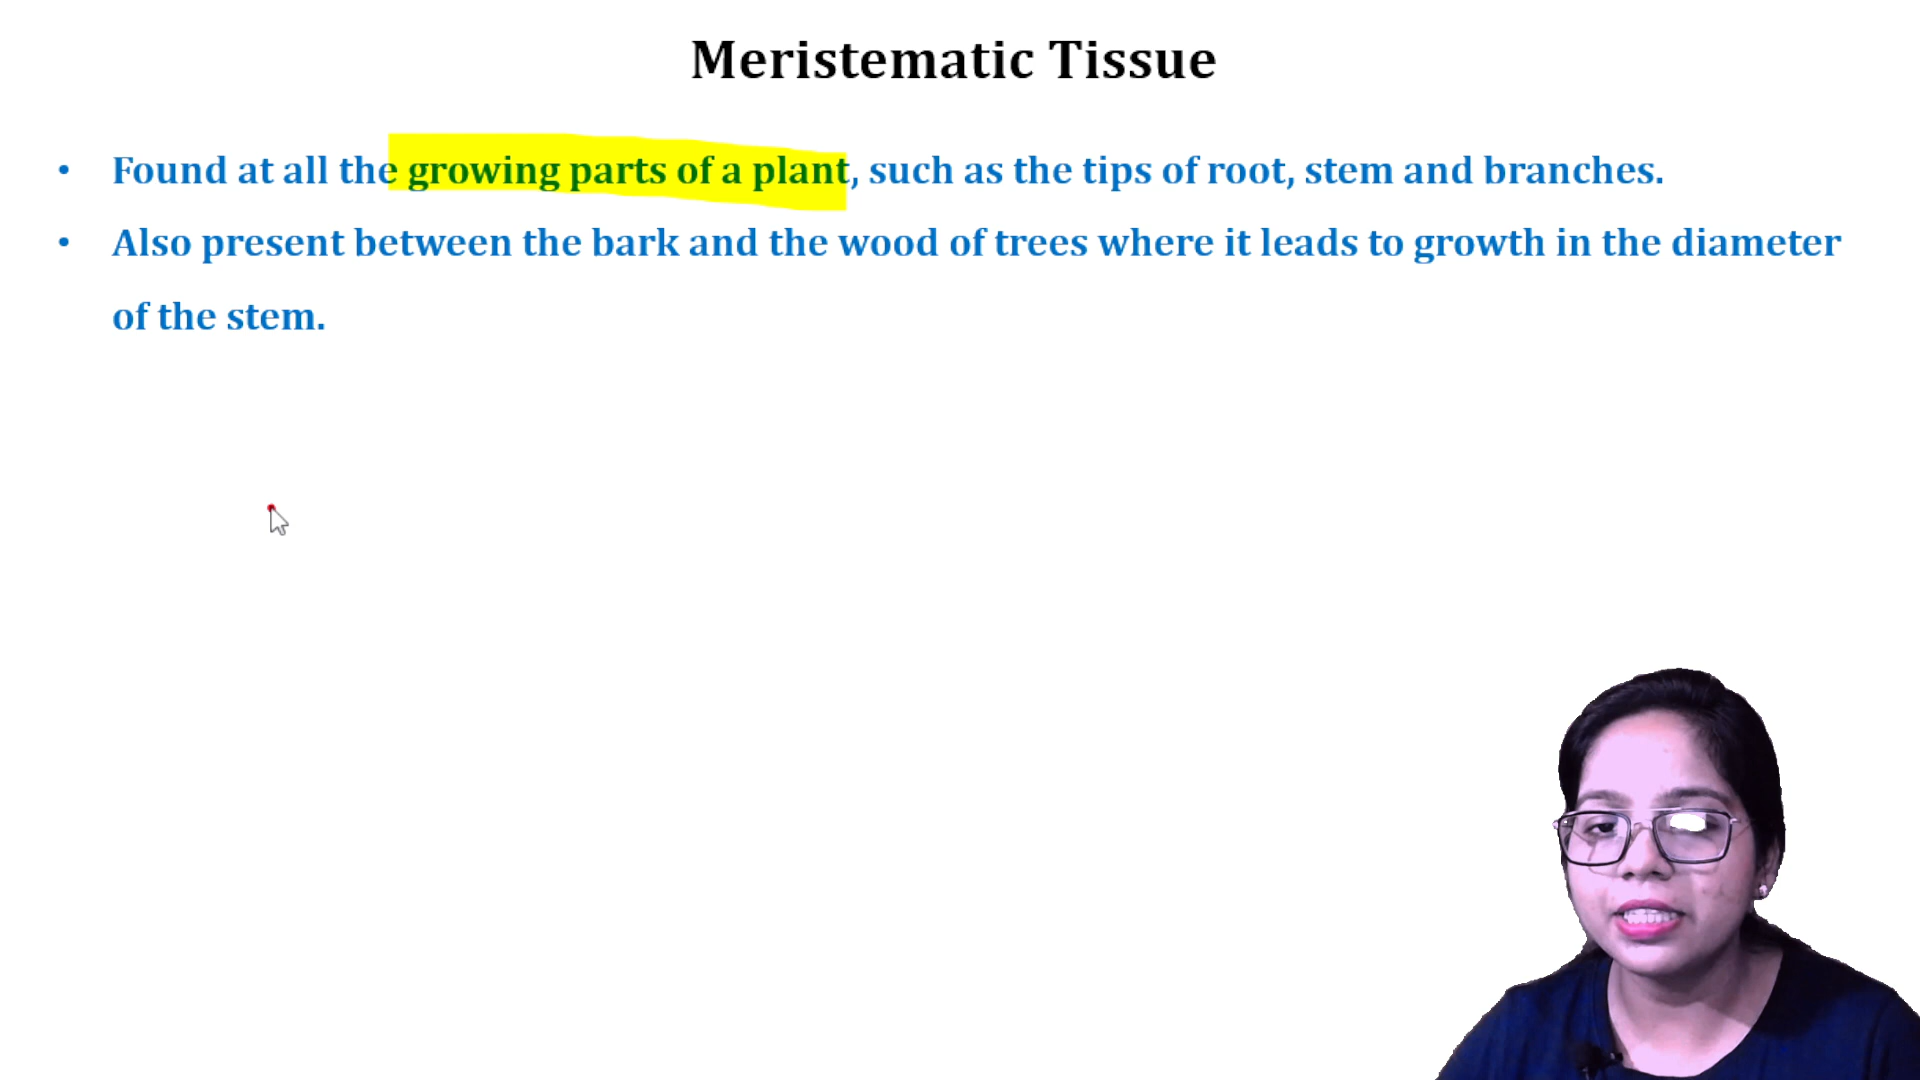 Meristematic Tissue
• Found at all the growing parts of a plant, such as the tips of root, stem and branches.
• Also present between the bark and the wood of trees where it leads to growth in the diameter
of the stem.